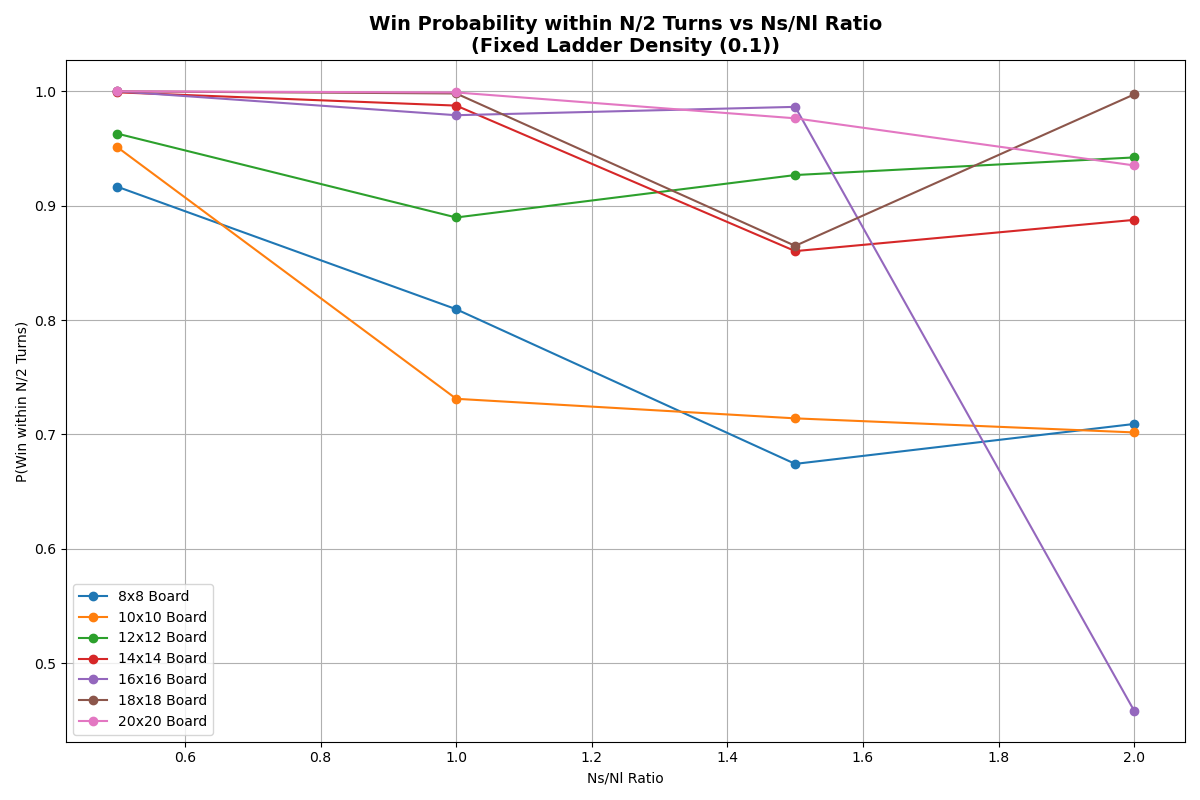 Win Probability within N/2 Turns vs Ns/Nl Ratio
(Fixed Ladder Density (0.1))
P(Win within N/2 Turns)
1.0
0.9
0.8
0.7
0.6
0.5
8x8 Board
10x10 Board
12x12 Board
14x14 Board
16x16 Board
18x18 Board
20x20 Board
0.6 0.8 1.0 1.2 1.4 1.6 1.8 2.0
Ns/Nl Ratio